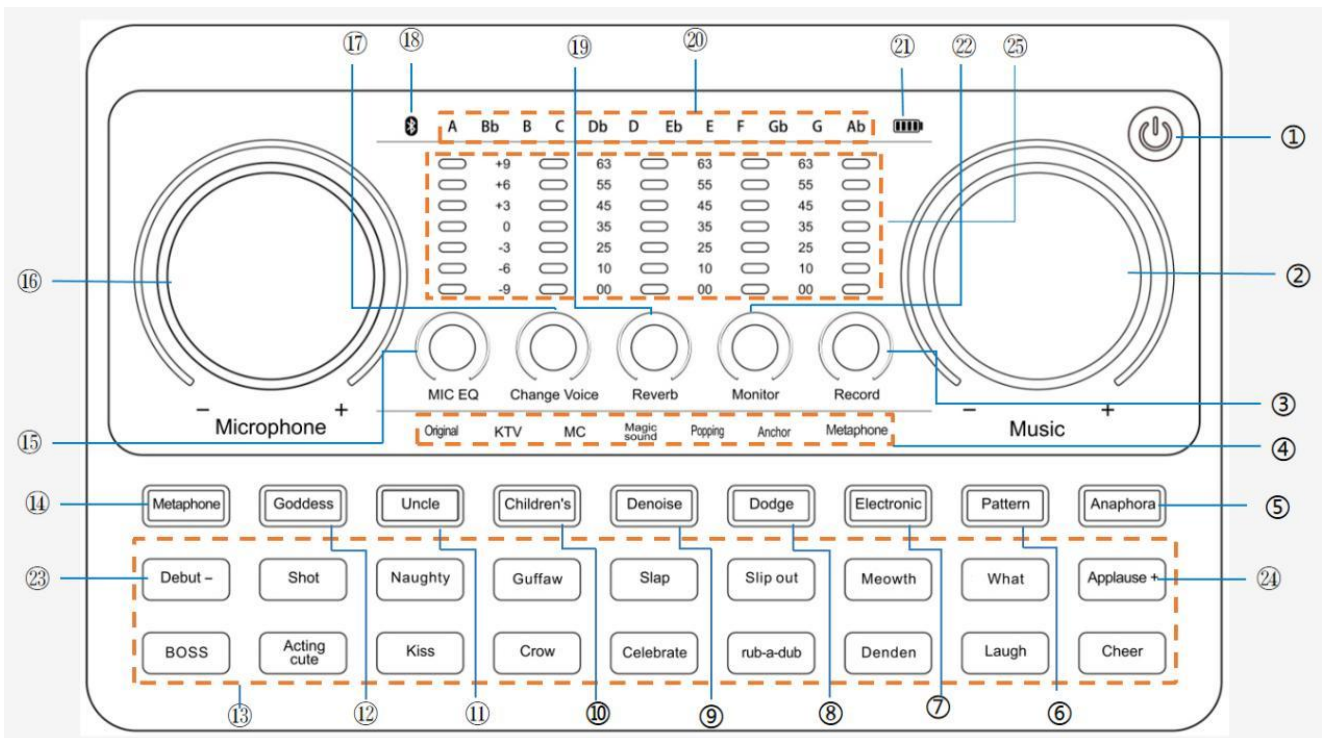 ⑰ ⑱ ⑲ ⑳ ㉑ ㉒ ㉕
A Bb B C Db D Eb E F Gb G Ab
①
+9 63 63 63
+6 55 55 55
+3 45 45 45
0 35 35 35
-3 25 25 25
-6 10 10 10
-9 00 00 00
⑯ ②
MIC EQ Change Voice Reverb Monitor Record
③
− + − +
Microphone Music
Original KTV MC Magic sound Popping Anchor Metaphone
⑮ ④
⑭ Metaphone Goddess Uncle Children's Denoise Dodge Electronic Pattern Anaphora ⑤
㉓ Debut – Shot Naughty Guffaw Slap Slip out Meowth What Applause + ㉔
BOSS Acting cute Kiss Crow Celebrate rub-a-dub Denden Laugh Cheer
⑬ ⑫ ⑪ ⑩ ⑨ ⑧ ⑦ ⑥